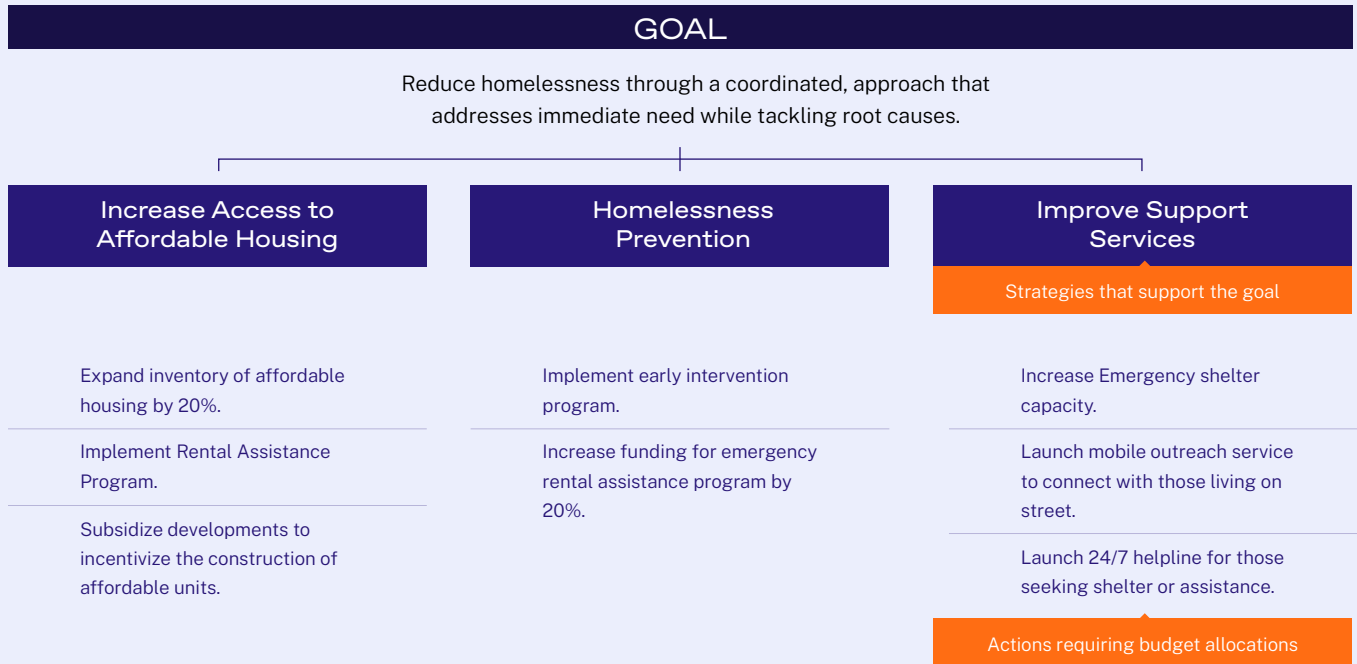 GOAL
Reduce homelessness through a coordinated, approach that
addresses immediate need while tackling root causes.
Increase Access to
Affordable Housing
Expand inventory of affordable
housing by 20%.
Implement Rental Assistance
Program.
Subsidize developments to
incentivize the construction of
affordable units.
Homelessness
Prevention
Implement early intervention
program.
Increase funding for emergency
rental assistance program by
20%.
Improve Support
Services
Strategies that support the goal
Increase Emergency shelter
capacity.
Launch mobile outreach service
to connect with those living on
street.
Launch 24/7 helpline for those
seeking shelter or assistance.
Actions requiring budget allocations